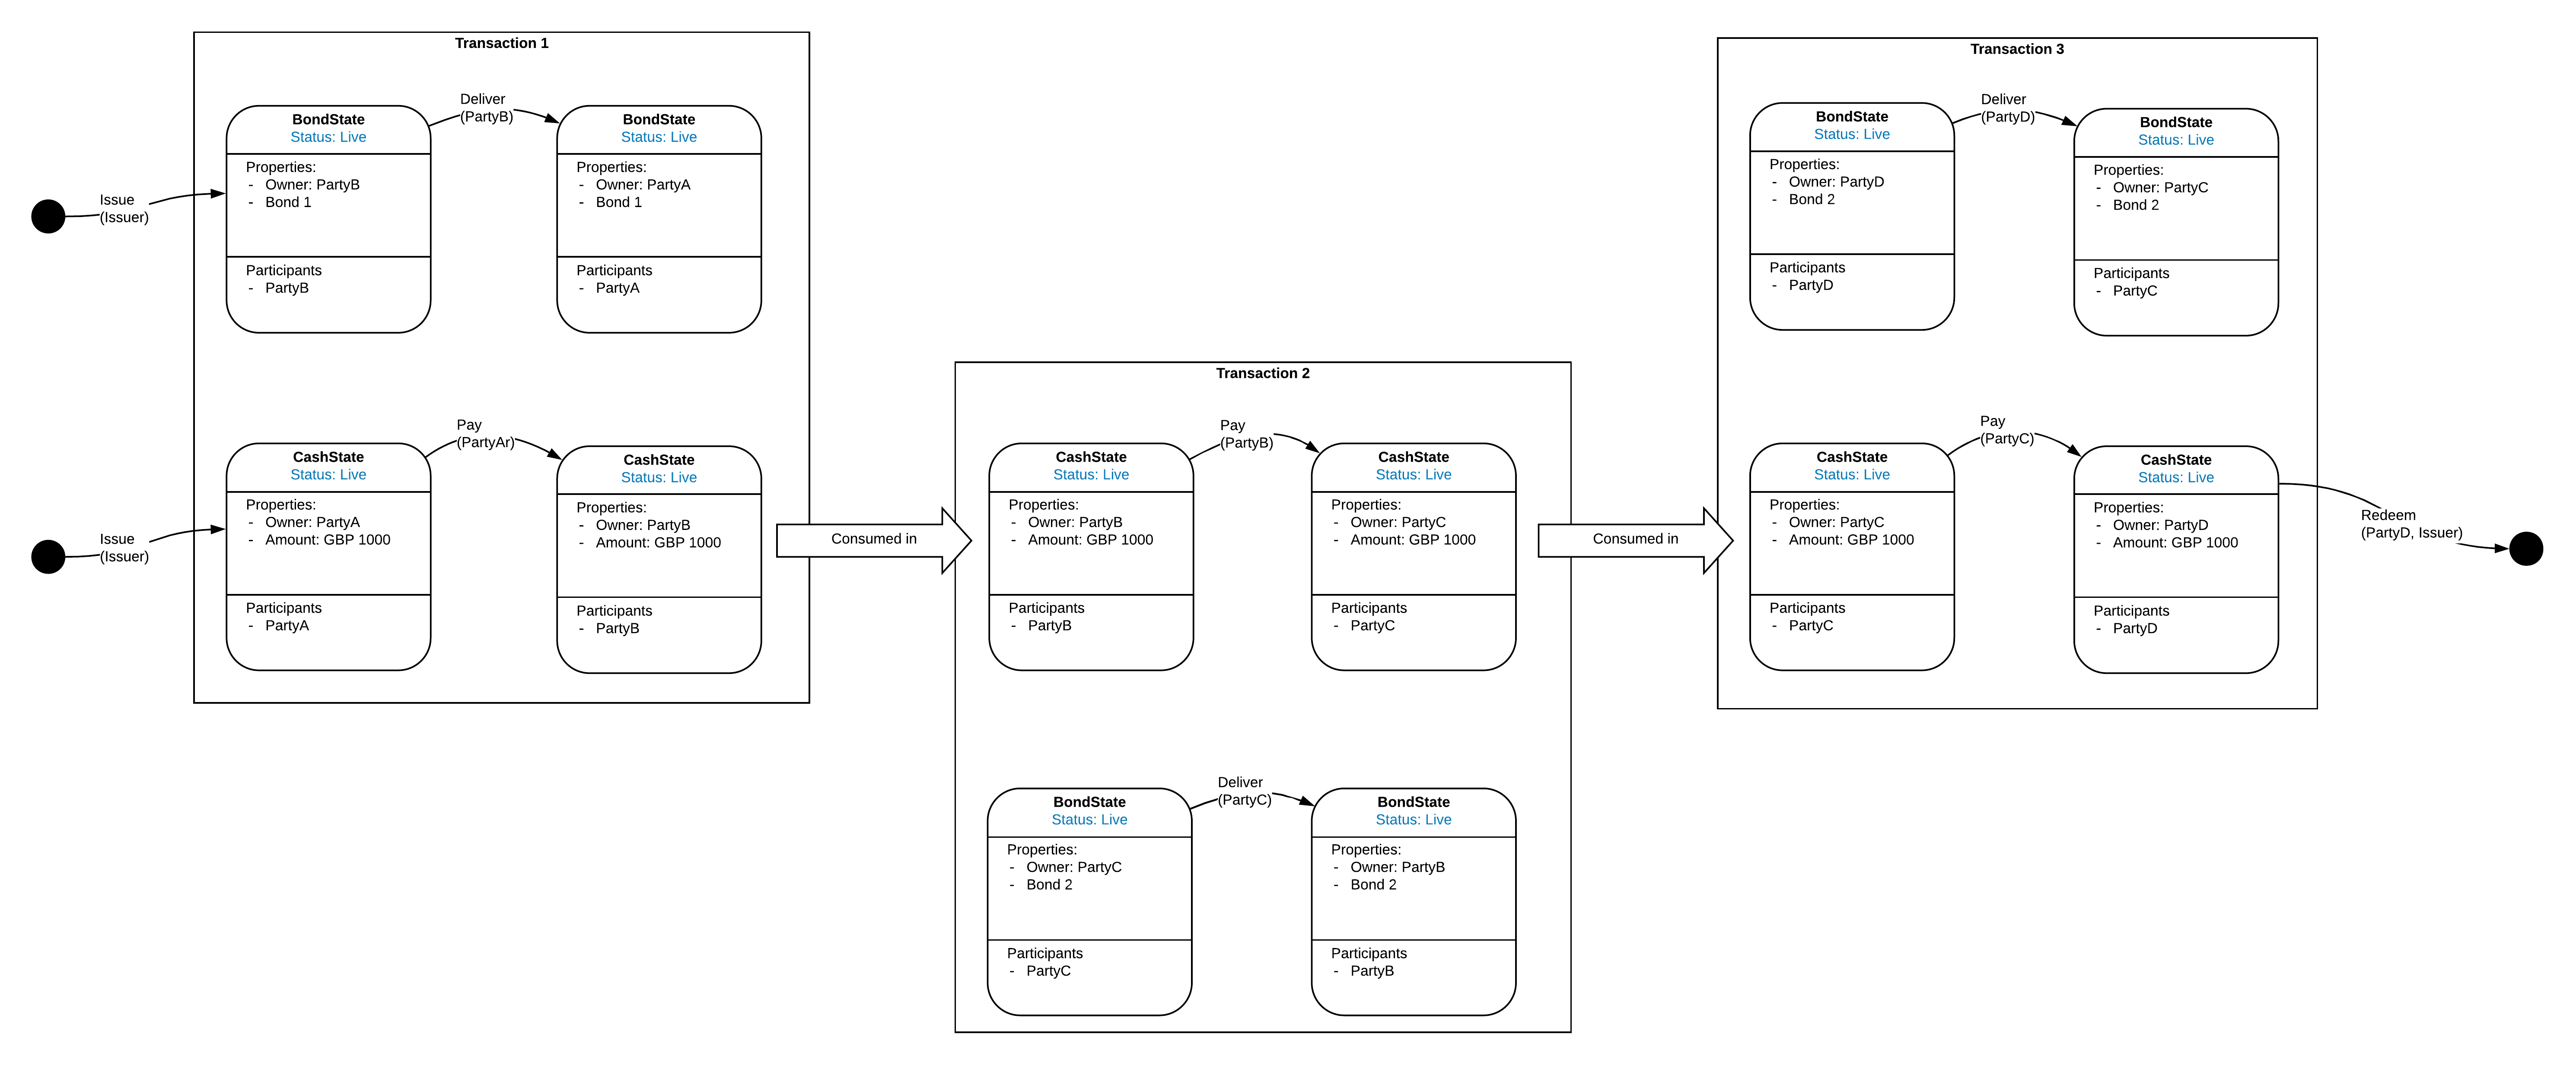 Transaction 1
Deliver
(PartyB)
BondState
Status: Live
Properties:
- Owner: PartyB
- Bond 1
Participants
- PartyB
BondState
Status: Live
Properties:
- Owner: PartyA
- Bond 1
Participants
- PartyA
Issue
(Issuer)
Pay
(PartyAr)
CashState
Status: Live
Properties:
- Owner: PartyA
- Amount: GBP 1000
Participants
- PartyA
CashState
Status: Live
Properties:
- Owner: PartyB
- Amount: GBP 1000
Participants
- PartyB
Issue
(Issuer)
Consumed in
Transaction 2
Pay
(PartyB)
CashState
Status: Live
Properties:
- Owner: PartyB
- Amount: GBP 1000
Participants
- PartyB
CashState
Status: Live
Properties:
- Owner: PartyC
- Amount: GBP 1000
Participants
- PartyC
Deliver
(PartyC)
BondState
Status: Live
Properties:
- Owner: PartyC
- Bond 2
Participants
- PartyC
BondState
Status: Live
Properties:
- Owner: PartyB
- Bond 2
Participants
- PartyB
Consumed in
Transaction 3
Deliver
(PartyD)
BondState
Status: Live
Properties:
- Owner: PartyD
- Bond 2
Participants
- PartyD
BondState
Status: Live
Properties:
- Owner: PartyC
- Bond 2
Participants
- PartyC
Pay
(PartyC)
CashState
Status: Live
Properties:
- Owner: PartyC
- Amount: GBP 1000
Participants
- PartyC
CashState
Status: Live
Properties:
- Owner: PartyD
- Amount: GBP 1000
Participants
- PartyD
Redeem
(PartyD, Issuer)